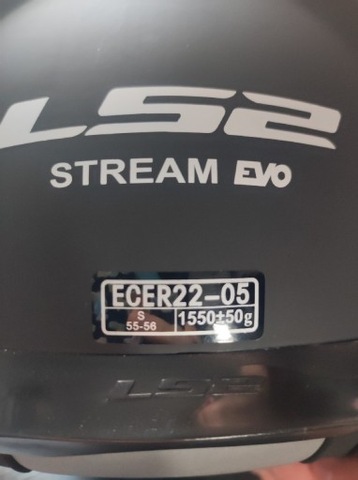 LS2
STREAM EVO
ECER22-05
S
55-56
1550±50g
LS2